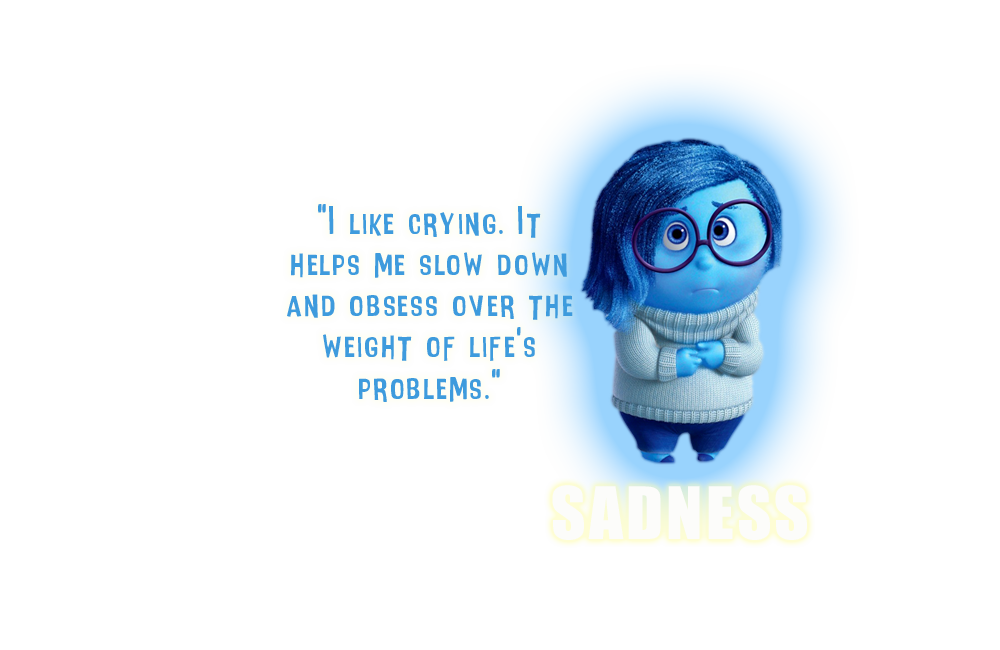 "I LIKE CRYING. IT
HELPS ME SLOW DOWN
AND OBSESS OVER THE
WEIGHT OF LIFE'S
PROBLEMS."
SADNESS